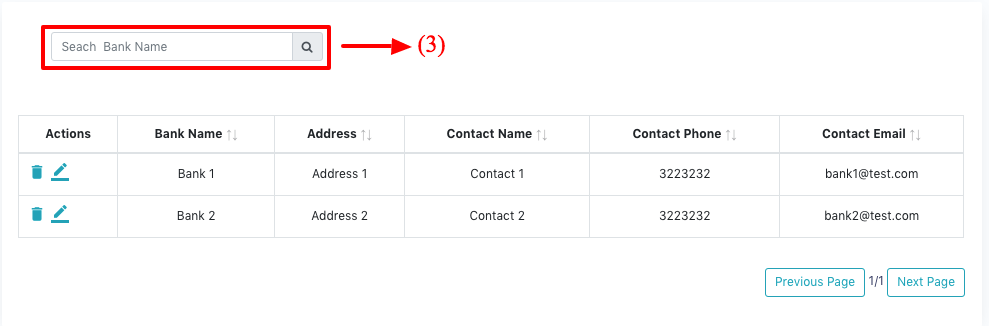 Seach Bank Name
(3)
Actions Bank Name Address Contact Name Contact Phone Contact Email
Bank 1 Address 1 Contact 1 3223232 bank1@test.com
Bank 2 Address 2 Contact 2 3223232 bank2@test.com
Previous Page 1/1 Next Page